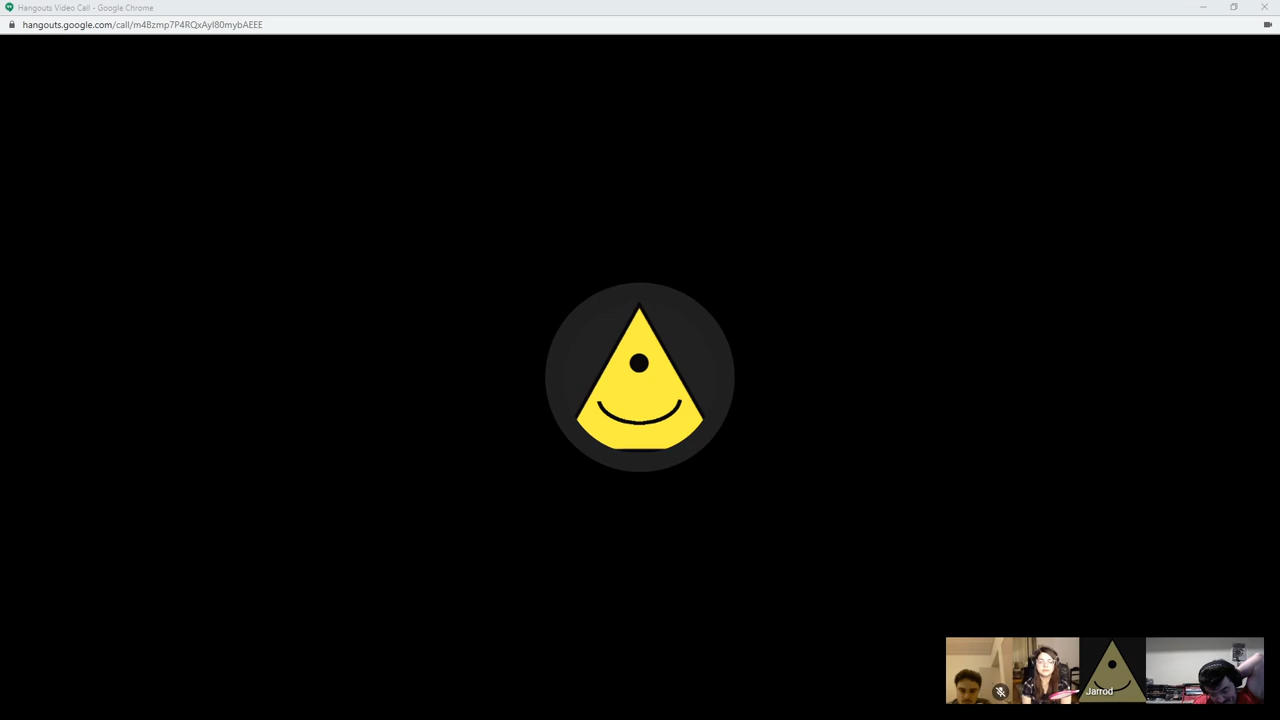 Hangouts Video Call - Google Chrome
hangouts.google.com/call/m4Bzmp7P4RQxAyI80mybAEEE
Jarrod